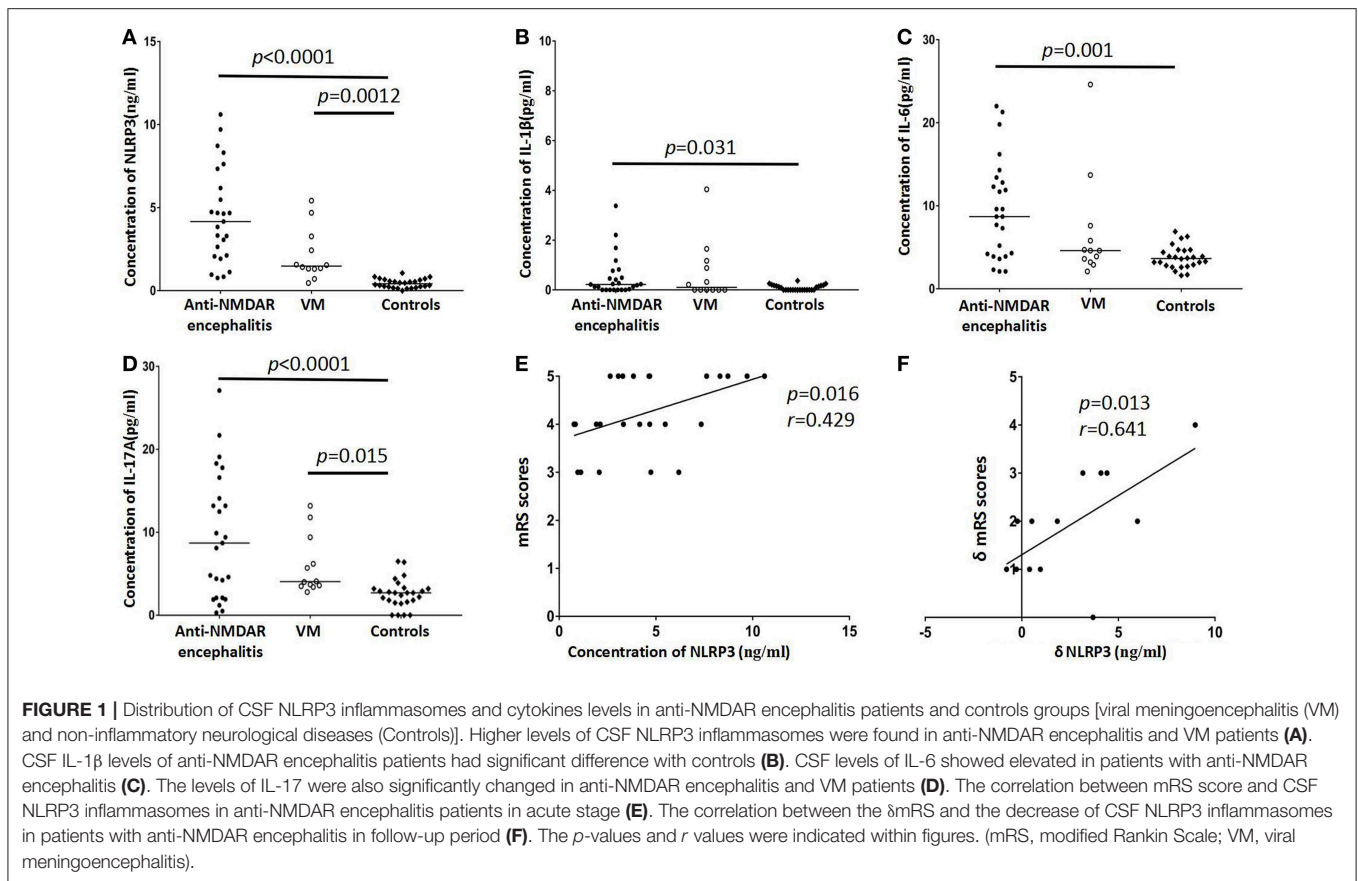 A
15
10
5
0
Concentration of NLRP3(ng/ml)
p<0.0001
p=0.0012
Anti-NMDAR
encephalitis
VM
Controls
B
10
8
6
4
2
0
Concentration of IL-1β(pg/ml)
p=0.031
Anti-NMDAR
encephalitis
VM
Controls
C
30
20
10
0
Concentration of IL-6(pg/ml)
p=0.001
Anti-NMDAR
encephalitis
VM
Controls
D
30
20
10
0
Concentration of IL-17A(pg/ml)
p<0.0001
p=0.015
Anti-NMDAR
encephalitis
VM
Controls
E
5
4
3
2
1
0
mRS scores
p=0.016
r=0.429
0
5
10
15
Concentration of NLRP3 (ng/ml)
F
5
4
3
2
1
δ mRS scores
p=0.013
r=0.641
-5
0
5
10
δ NLRP3 (ng/ml)
FIGURE 1 | Distribution of CSF NLRP3 inflammasomes and cytokines levels in anti-NMDAR encephalitis patients and controls groups [viral meningoencephalitis (VM)
and non-inflammatory neurological diseases (Controls)]. Higher levels of CSF NLRP3 inflammasomes were found in anti-NMDAR encephalitis and VM patients (A).
CSF IL-1β levels of anti-NMDAR encephalitis patients had significant difference with controls (B). CSF levels of IL-6 showed elevated in patients with anti-NMDAR
encephalitis (C). The levels of IL-17 were also significantly changed in anti-NMDAR encephalitis and VM patients (D). The correlation between mRS score and CSF
NLRP3 inflammasomes in anti-NMDAR encephalitis patients in acute stage (E). The correlation between the δmRS and the decrease of CSF NLRP3 inflammasomes
in patients with anti-NMDAR encephalitis in follow-up period (F). The p-values and r values were indicated within figures. (mRS, modified Rankin Scale; VM, viral
meningoencephalitis).